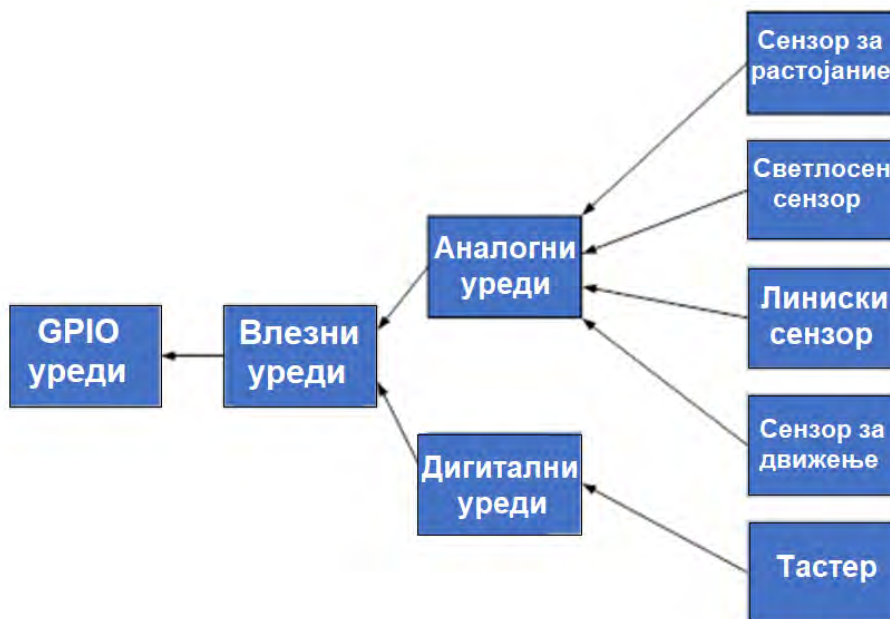 Сензор за
растојание
Светлосен
сензор
Аналогни
уреди
Линиски
сензор
GPIO
уреди
Влезни
уреди
Сензор за
движење
Дигитални
уреди
Тастер